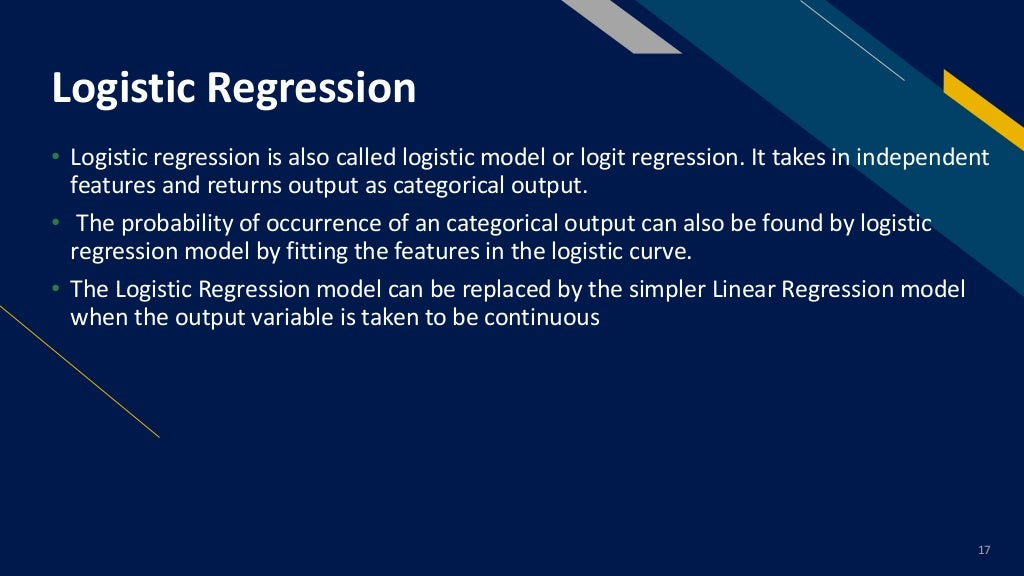 Logistic Regression
• Logistic regression is also called logistic model or logit regression. It takes in independent
features and returns output as categorical output.
• The probability of occurrence of an categorical output can also be found by logistic
regression model by fitting the features in the logistic curve.
• The Logistic Regression model can be replaced by the simpler Linear Regression model
when the output variable is taken to be continuous
17